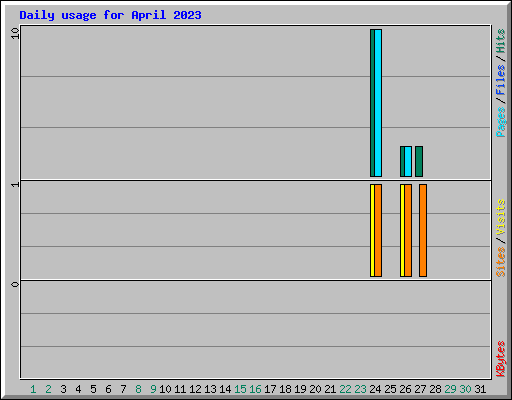 Daily usage for April 2023
10
1
0
Pages/Files/Hits
Sites/Visits
KBytes
1 2 3 4 5 6 7 8 9 10 11 12 13 14 15 16 17 18 19 20 21 22 23 24 25 26 27 28 29 30 31